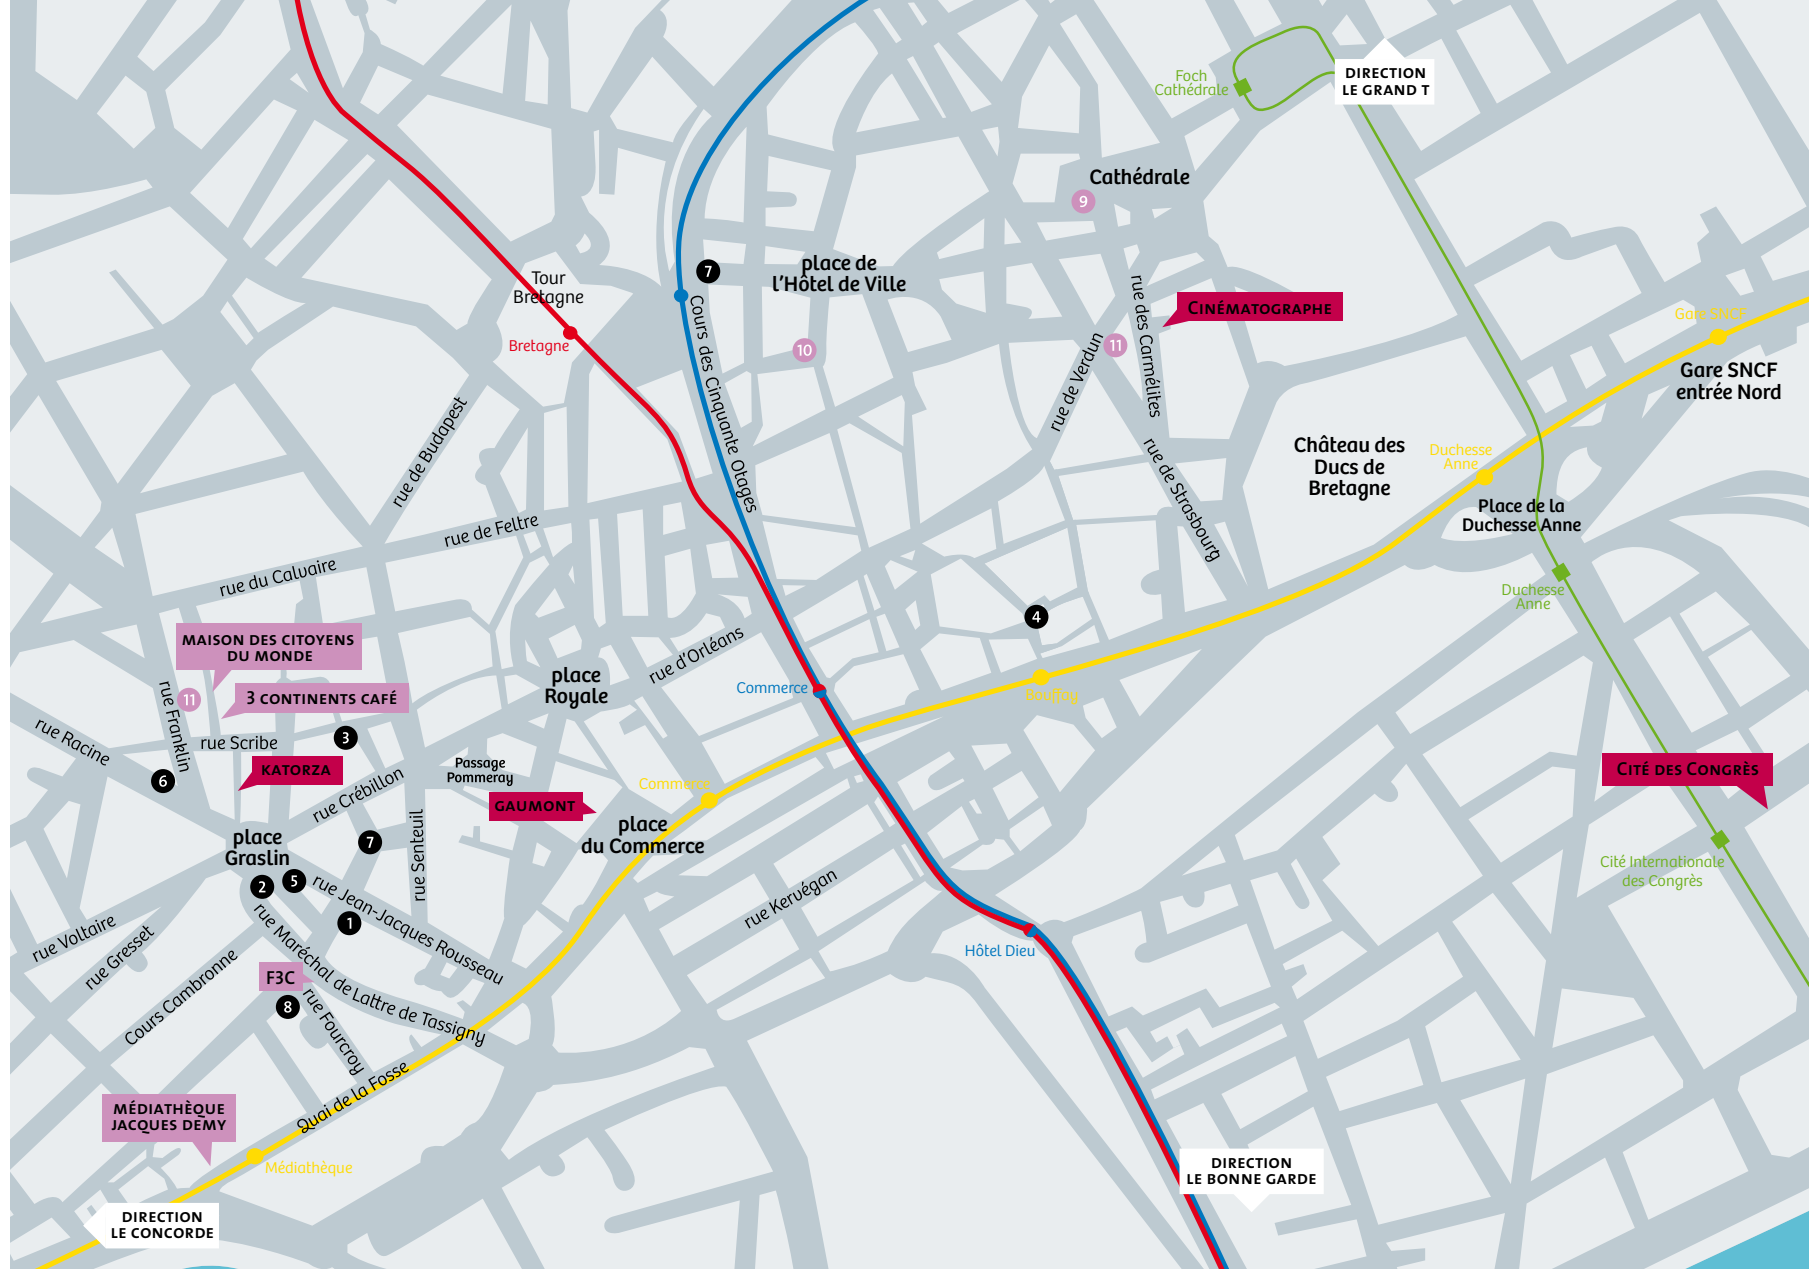 Foch
Cathédrale
DIRECTION
LE GRAND T
Cathédrale
9
7
place de
l'Hôtel de Ville
Tour
Bretagne
Bretagne
Cours des Cinquante Otages
10
rue des Carmélites
CINÉMATOGRAPHE
11
rue de Verdun
Gare SNCF
Gare SNCF
entrée Nord
rue de Budapest
rue de Strasbourg
Château des
Ducs de
Bretagne
Duchesse
Anne
Place de la
Duchesse Anne
rue de Feltre
rue du Calvaire
Duchesse
Anne
4
MAISON DES CITOYENS
DU MONDE
rue d'Orléans
place
Royale
Commerce
Bouffay
11
3 CONTINENTS CAFÉ
rue Franklin
rue Racine
rue Scribe
3
6
KATORZA
rue Crébillon
Passage
Pommeray
GAUMONT
Commerce
place
du Commerce
CITÉ DES CONGRÈS
place
Graslin
7
rue Senteuil
2
5
rue Jean-Jacques Rousseau
1
rue Kervégan
Cité Internationale
des Congrès
rue Voltaire
rue Gresset
Cours Cambronne
rue Maréchal de Lattre de Tassigny
Hôtel Dieu
F3C
8
rue Fourcroy
Quai de la Fosse
MÉDIATHÈQUE
JACQUES DEMY
Médiathèque
DIRECTION
LE BONNE GARDE
DIRECTION
LE CONCORDE